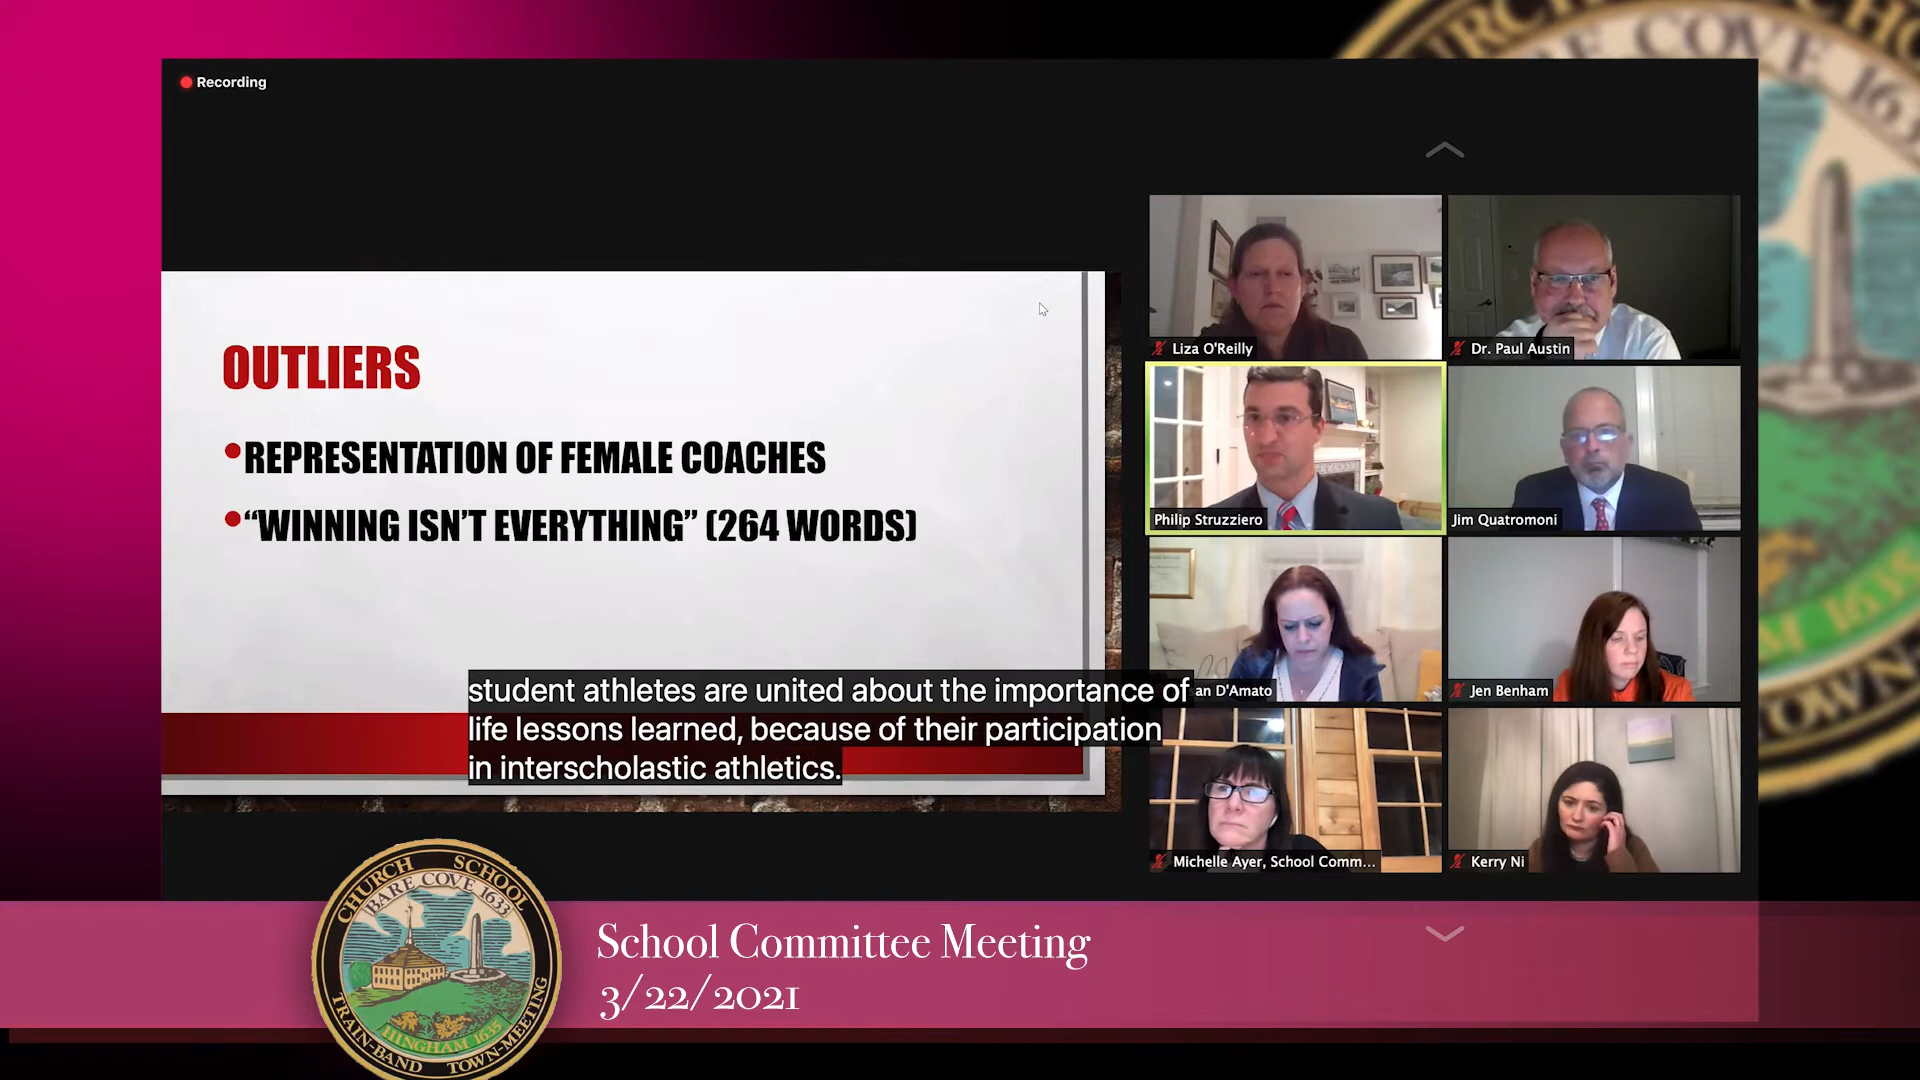 Recording
OUTLIERS
•REPRESENTATION OF FEMALE COACHES
•“WINNING ISN’T EVERYTHING” (264 WORDS)
student athletes are united about the importance of
life lessons learned, because of their participation
in interscholastic athletics.
Liza O'Reilly
Dr. Paul Austin
Philip Struzziero
Jim Quatromoni
an D'Amato
Jen Benham
Michelle Ayer, School Comm...
Kerry Ni
CHURCH SCHOOL
BARE COVE 1633
HINGHAM 1635
TRAIN-BAND TOWN-MEETING
School Committee Meeting
3/22/2021